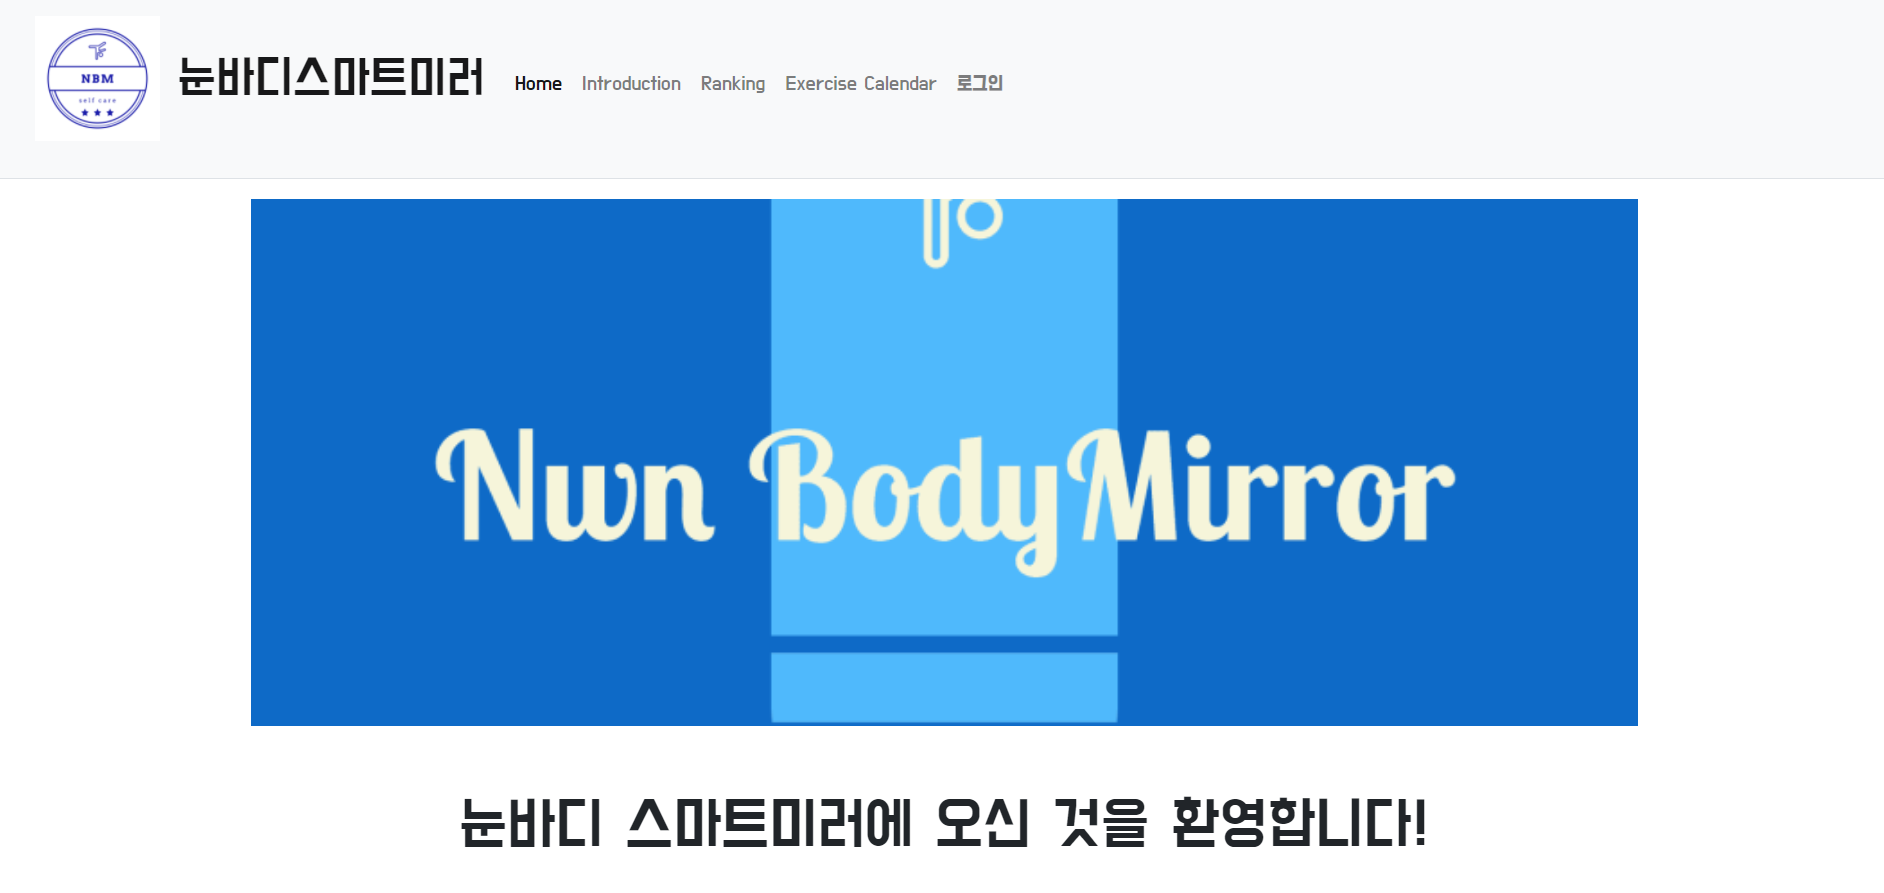 NBM
self care
눈바디스마트미러
Home Introduction Ranking Exercise Calendar 로그인
Nwn BodyMirror
눈바디 스마트미러에 오신 것을 환영합니다!